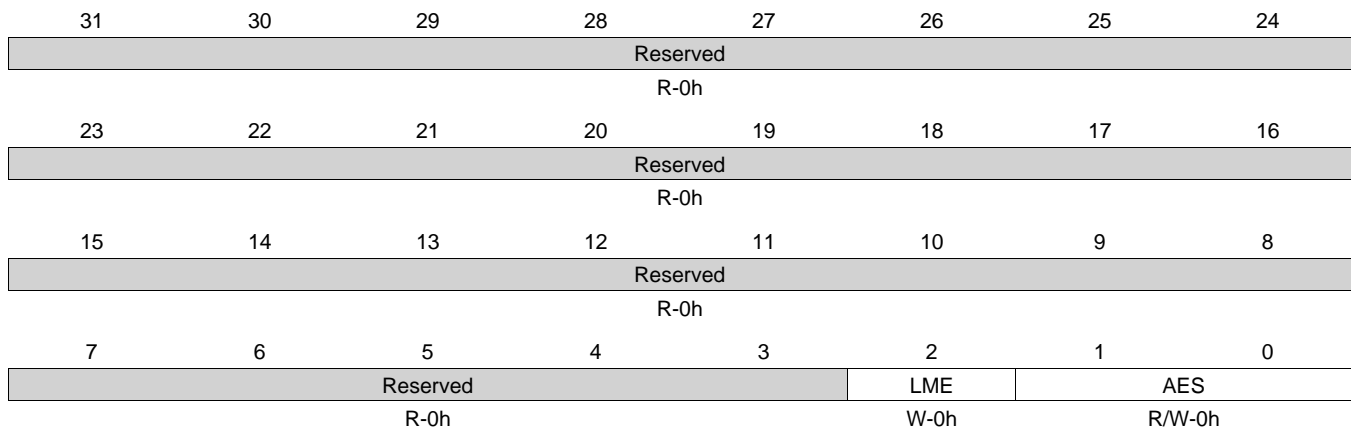 31 30 29 28 27 26 25 24
Reserved
R-0h
23 22 21 20 19 18 17 16
Reserved
R-0h
15 14 13 12 11 10 9 8
Reserved
R-0h
7 6 5 4 3 2 1 0
Reserved LME AES
R-0h W-0h R/W-0h